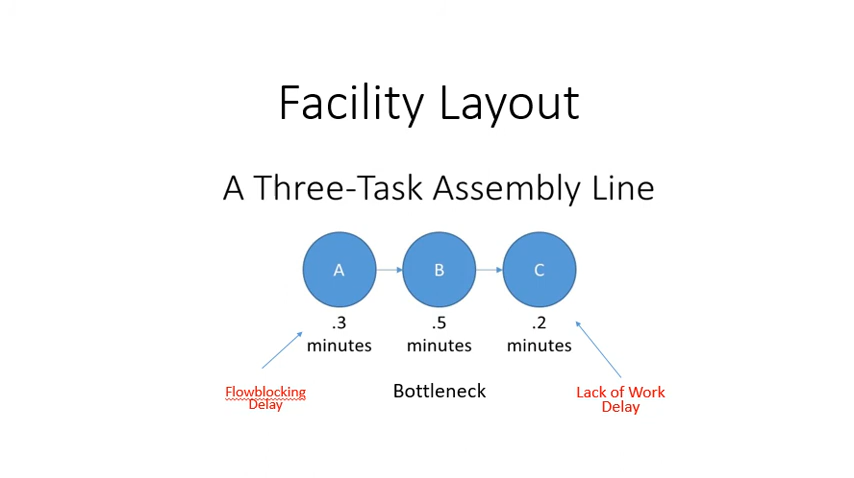 Facility Layout
A Three-Task Assembly Line
A B C
.3 .5 .2
minutes minutes minutes
Flowblocking Delay
Bottleneck
Lack of Work Delay